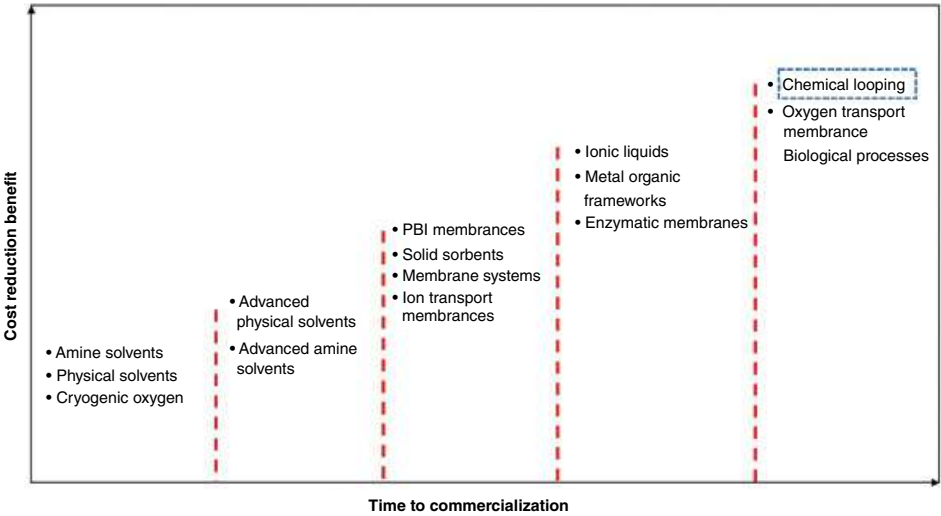 Cost reduction benefit
• Amine solvents
• Physical solvents
• Cryogenic oxygen
• Advanced
physical solvents
• Advanced amine
solvents
• PBI membrances
• Solid sorbents
• Membrane systems
• Ion transport
membrances
• Ionic liquids
• Metal organic
frameworks
• Enzymatic membranes
• Chemical looping
• Oxygen transport
membrance
Biological processes
Time to commercialization